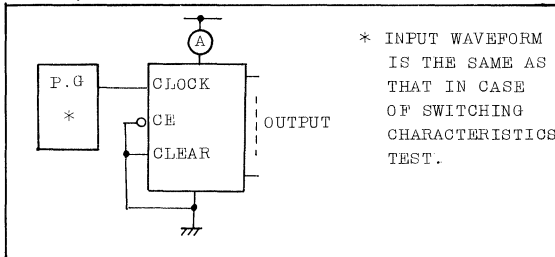 A
P.G
*
CLOCK
CE
CLEAR
OUTPUT
* INPUT WAVEFORM
IS THE SAME AS
THAT IN CASE
OF SWITCHING
CHARACTERISTICS
TEST.